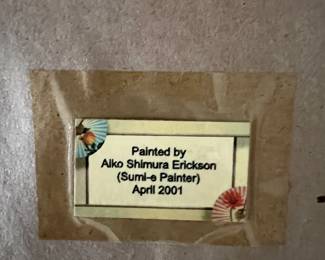 Painted by
Aiko Shimura Erickson
(Sumi-e Painter)
April 2001